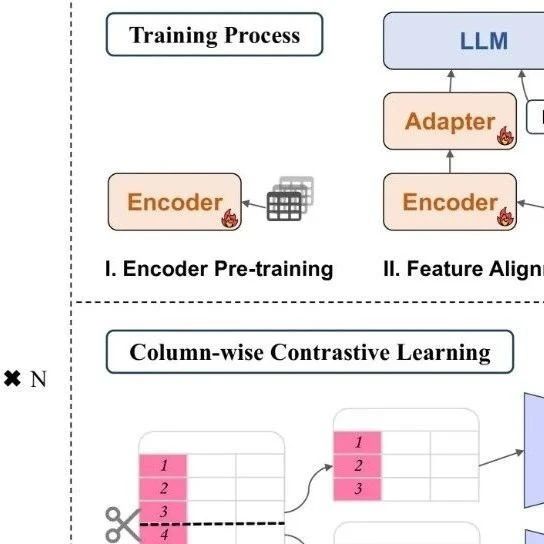 Training Process
LLM
Adapter
Encoder
Encoder
I. Encoder Pre-training
II. Feature Align
Column-wise Contrastive Learning
✖ N
1
2
3
4
1
2
3